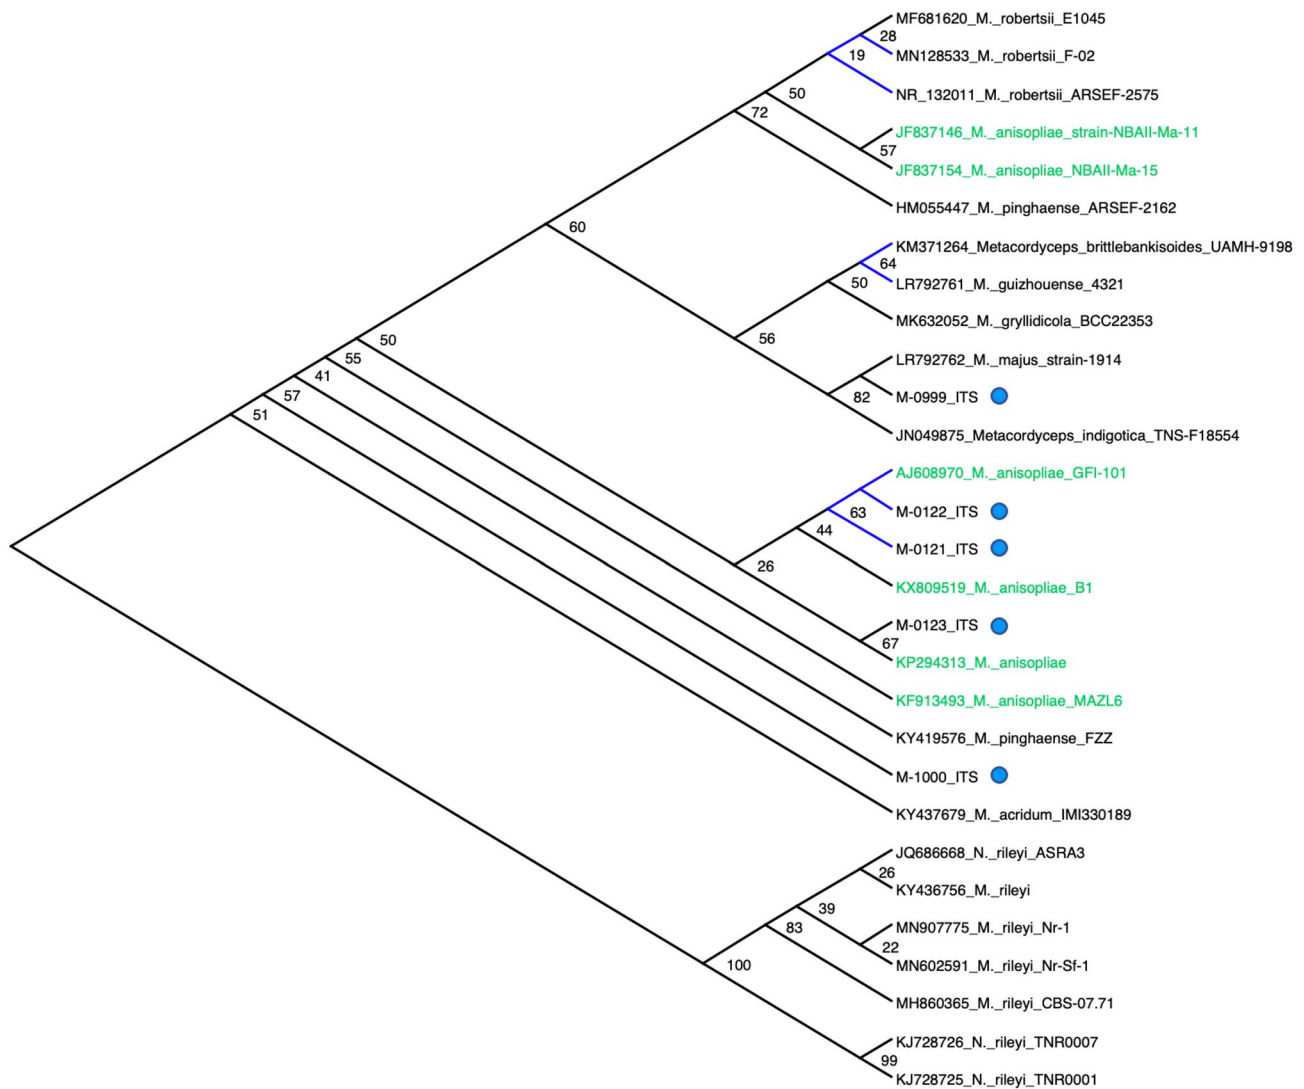 MF681620_M._robertsii_E1045
28
MN128533_M._robertsii_F-02
19
NR_132011_M._robertsii_ARSEF-2575
50
72
JF837146_M._anisopliae_strain-NBAII-Ma-11
57
JF837154_M._anisopliae_NBAII-Ma-15
HM055447_M._pinghaense_ARSEF-2162
60
KM371264_Metacordyceps_brittlebankisoides_UAMH-9198
64
LR792761_M._guizhouense_4321
50
MK632052_M._gryllidicola_BCC22353
56
LR792762_M._majus_strain-1914
M-0999_ITS
82
JN049875_Metacordyceps_indigotica_TNS-F18554
50
55
41
57
51
AJ608970_M._anisopliae_GFI-101
M-0122_ITS
63
M-0121_ITS
44
KX809519_M._anisopliae_B1
26
M-0123_ITS
67
KP294313_M._anisopliae
KF913493_M._anisopliae_MAZL6
KY419576_M._pinghaense_FZZ
M-1000_ITS
KY437679_M._acridum_IMI330189
JQ686668_N._rileyi_ASRA3
26
KY436756_M._rileyi
39
MN907775_M._rileyi_Nr-1
83
22
MN602591_M._rileyi_Nr-Sf-1
100
MH860365_M._rileyi_CBS-07.71
KJ728726_N._rileyi_TNR0007
99
KJ728725_N._rileyi_TNR0001